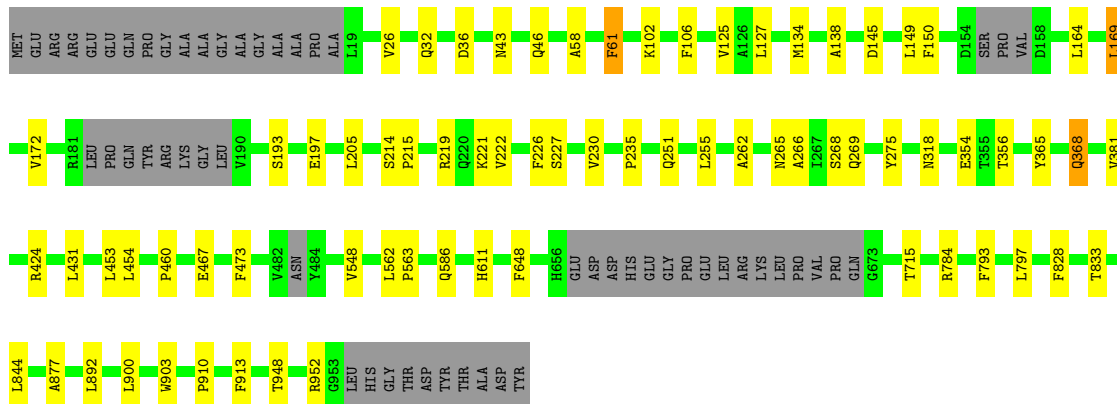 MET GLU ARG ARG GLU GLU GLN PRO GLY ALA ALA GLY ALA GLY ALA ALA PRO ALA L19 V26 Q32 D36 N43 Q46 A58 F61 K102 F106 V125 A126 L127 M134 A138 D145 L149 F150 D154 SER PRO VAL D158 L164 L169
V172 R181 LEU PRO GLN TYR ARG LYS GLY LEU V190 S193 E197 L205 S214 P215 R219 Q220 K221 V222 F226 S227 V230 P235 Q251 L255 A262 N265 A266 I267 S268 Q269 Y275 N318 E354 T355 T356 Y365 Q368 V381
R424 L431 L453 L454 P460 E467 F473 V482 ASN Y484 V548 L562 P563 Q586 H611 F648 H656 GLU ASP ASP HIS GLU GLY PRO GLU LEU ARG LYS LEU PRO VAL PRO GLN G673 T715 R784 F793 L797 F828 T833
L844 A877 L892 L900 W903 P910 F913 T948 R952 G953 LEU HIS GLY THR ASP TYR THR ALA ASP TYR